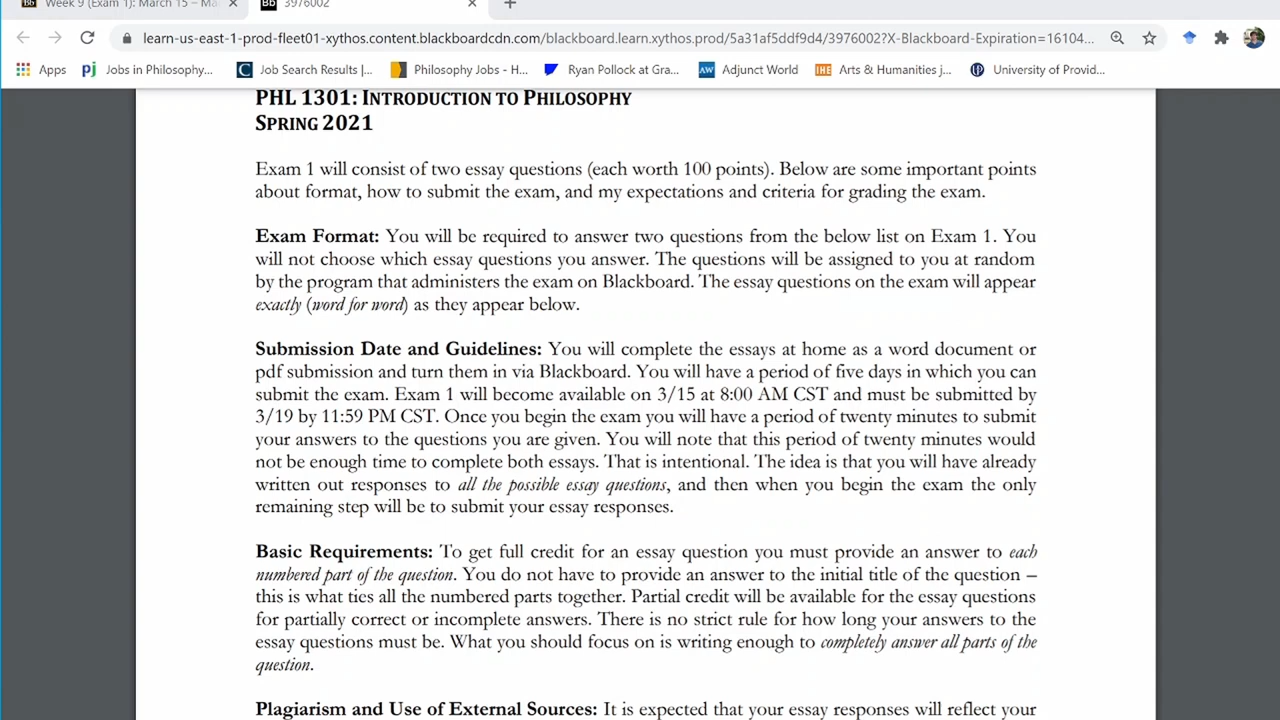 Week 9 (Exam 1): March 15 – Ma
3976002
learn-us-east-1-prod-fleet01-xythos.content.blackboardcdn.com/blackboard.learn.xythos.prod/5a31af5ddf9d4/3976002?X-Blackboard-Expiration=16104...
Apps Jobs in Philosophy... Job Search Results |... Philosophy Jobs - H... Ryan Pollock at Gra... Adjunct World Arts & Humanities j... University of Provid...
PHL 1301: INTRODUCTION TO PHILOSOPHY
SPRING 2021
Exam 1 will consist of two essay questions (each worth 100 points). Below are some important points
about format, how to submit the exam, and my expectations and criteria for grading the exam.
Exam Format: You will be required to answer two questions from the below list on Exam 1. You
will not choose which essay questions you answer. The questions will be assigned to you at random
by the program that administers the exam on Blackboard. The essay questions on the exam will appear
exactly (word for word) as they appear below.
Submission Date and Guidelines: You will complete the essays at home as a word document or
pdf submission and turn them in via Blackboard. You will have a period of five days in which you can
submit the exam. Exam 1 will become available on 3/15 at 8:00 AM CST and must be submitted by
3/19 by 11:59 PM CST. Once you begin the exam you will have a period of twenty minutes to submit
your answers to the questions you are given. You will note that this period of twenty minutes would
not be enough time to complete both essays. That is intentional. The idea is that you will have already
written out responses to all the possible essay questions, and then when you begin the exam the only
remaining step will be to submit your essay responses.
Basic Requirements: To get full credit for an essay question you must provide an answer to each
numbered part of the question. You do not have to provide an answer to the initial title of the question –
this is what ties all the numbered parts together. Partial credit will be available for the essay questions
for partially correct or incomplete answers. There is no strict rule for how long your answers to the
essay questions must be. What you should focus on is writing enough to completely answer all parts of the
question.
Plagiarism and Use of External Sources: It is expected that your essay responses will reflect your